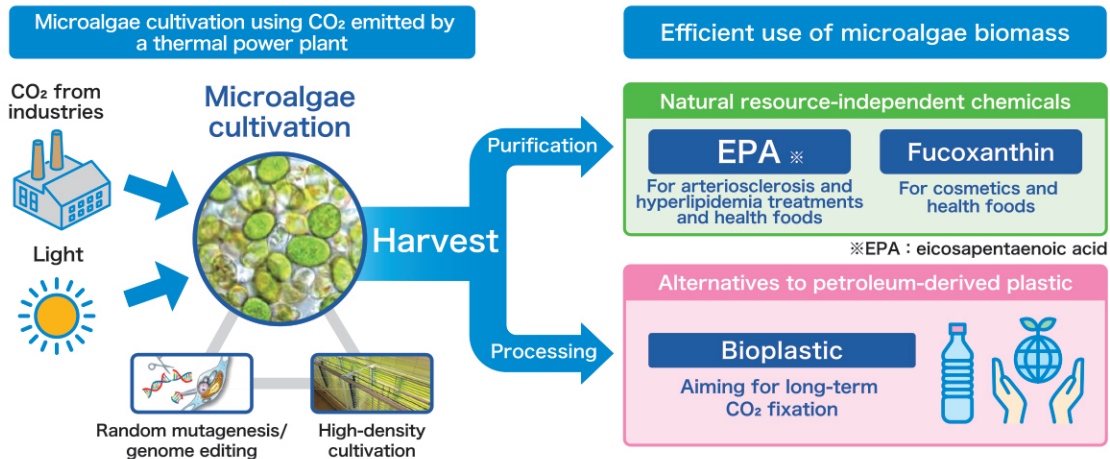 Microalgae cultivation using CO₂ emitted by
a thermal power plant
CO₂ from
industries
Light
Microalgae
cultivation
Random mutagenesis/
genome editing
High-density
cultivation
Harvest
Purification
Processing
Efficient use of microalgae biomass
Natural resource-independent chemicals
EPA ※
For arteriosclerosis and
hyperlipidemia treatments
and health foods
Fucoxanthin
For cosmetics and
health foods
※EPA：eicosapentaenoic acid
Alternatives to petroleum-derived plastic
Bioplastic
Aiming for long-term
CO₂ fixation